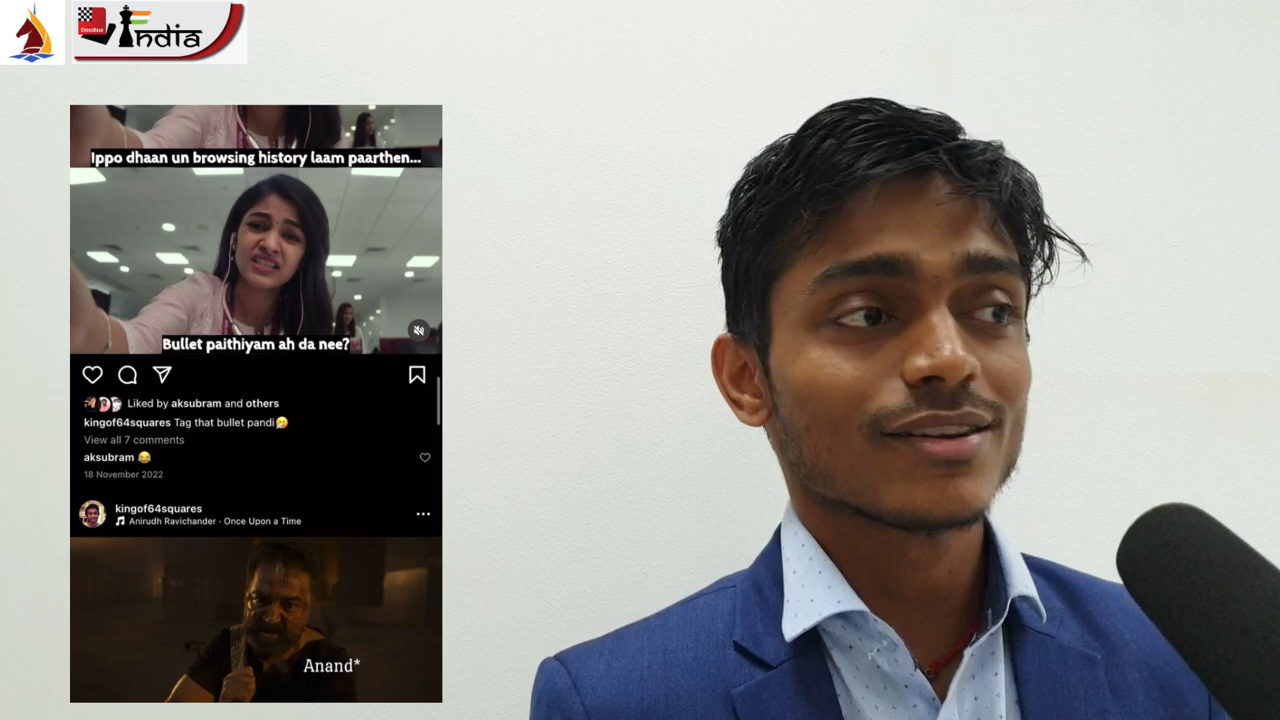 ChessBase
India
Ippo dhaan un browsing history laam paarthen...
Bullet paithiyam ah da nee?
Liked by aksubram and others
kingof64squares Tag that bullet pandi🤧
View all 7 comments
aksubram 😂
18 November 2022
kingof64squares
Anirudh Ravichander · Once Upon a Time
Anand*